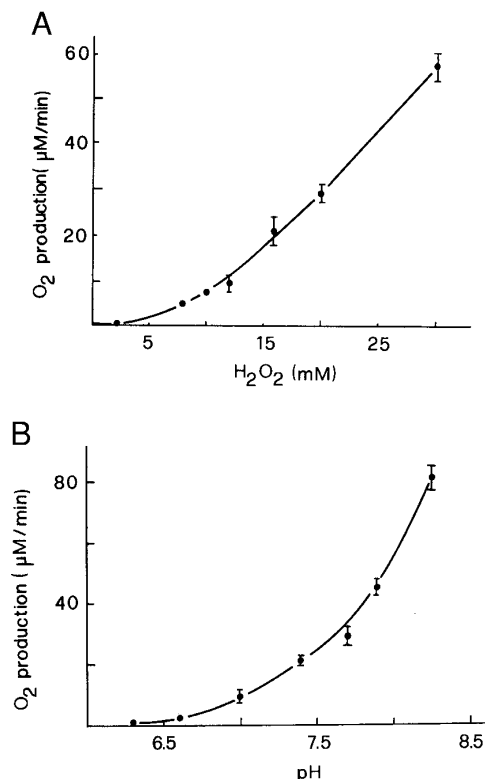 A
60
40
20
O₂ production( μM/min)
5
15
25
H₂O₂ (mM)
B
80
40
O₂ production ( μM/min)
6.5
7.5
8.5
pH